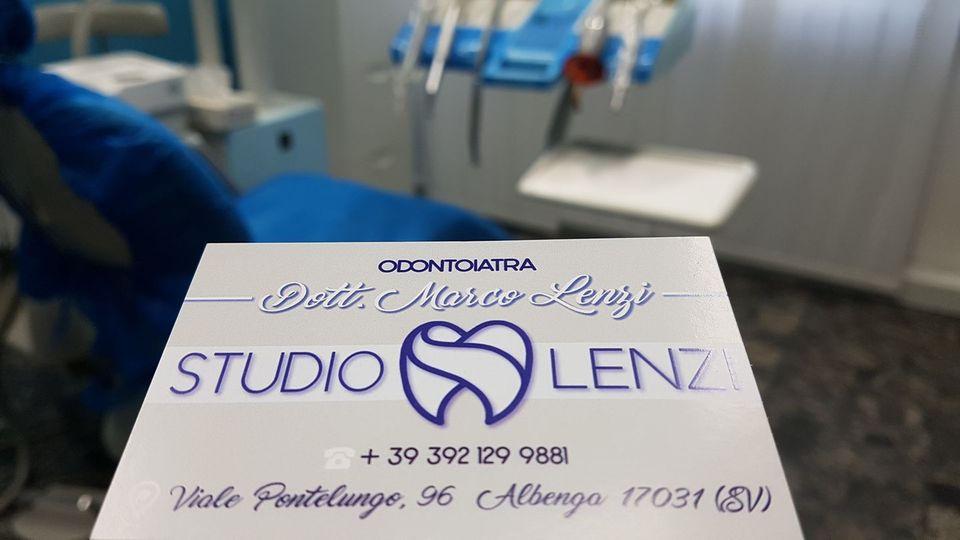 ODONTOIATRA
Dott. Marco Lenzi
STUDIO LENZI
+ 39 392 129 9881
Viale Pontelungo, 96 Albenga 17031 (SV)